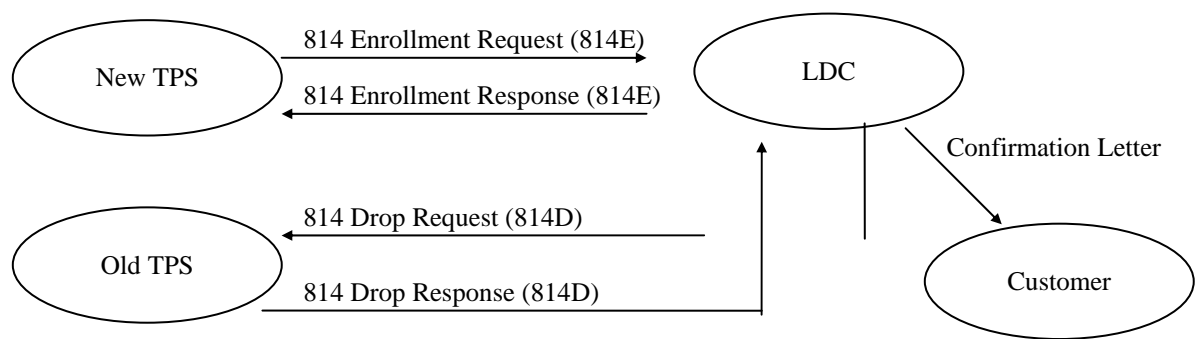 814 Enrollment Request (814E)
New TPS
LDC
814 Enrollment Response (814E)
Confirmation Letter
814 Drop Request (814D)
Old TPS
Customer
814 Drop Response (814D)